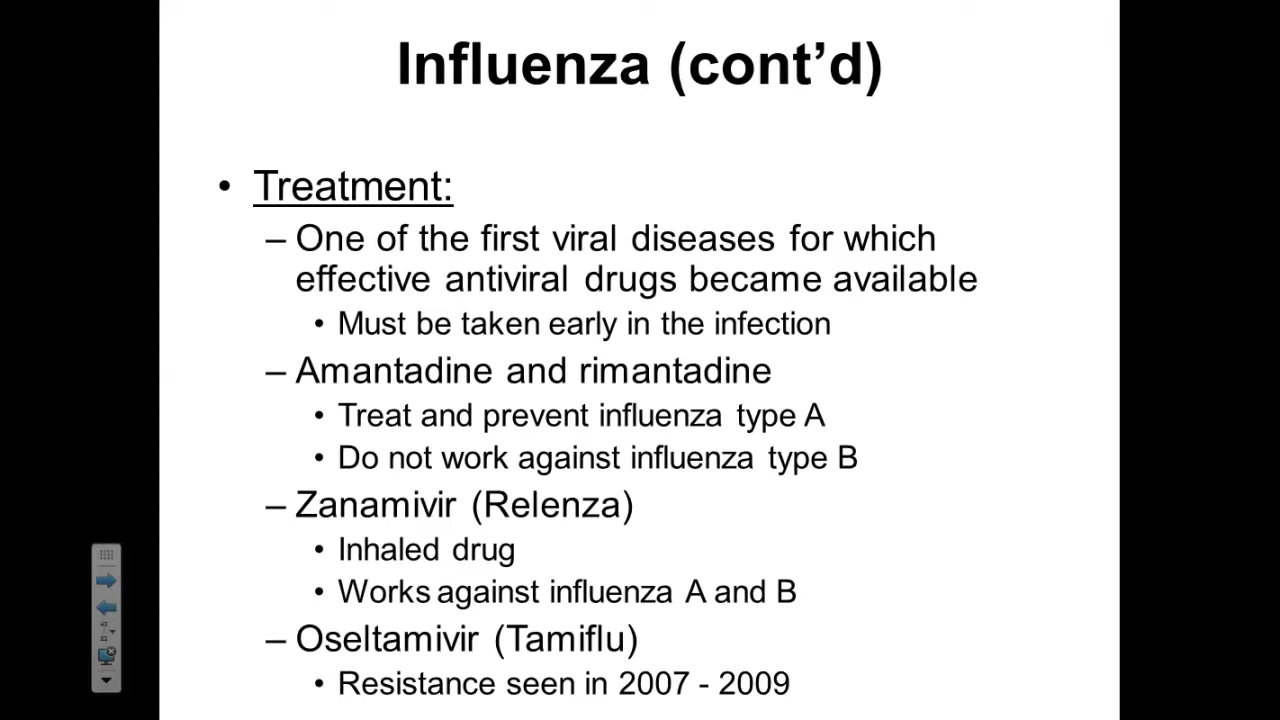 Influenza (cont’d)
• Treatment:
– One of the first viral diseases for which
effective antiviral drugs became available
• Must be taken early in the infection
– Amantadine and rimantadine
• Treat and prevent influenza type A
• Do not work against influenza type B
– Zanamivir (Relenza)
• Inhaled drug
• Works against influenza A and B
– Oseltamivir (Tamiflu)
• Resistance seen in 2007 - 2009